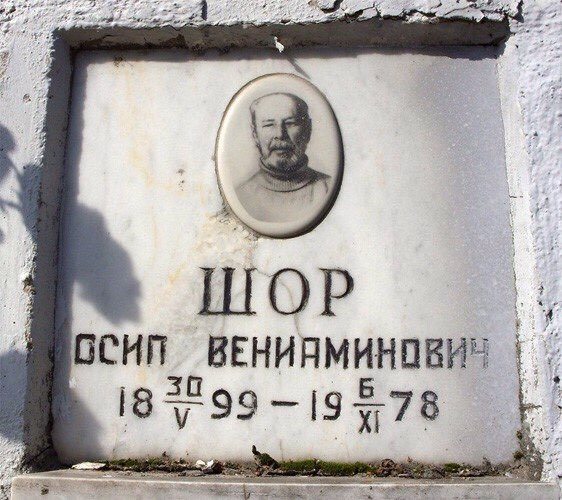 ШОР
ОСИП ВЕНИАМИНОВИЧ
18 30/V 99 — 19 6/XI 78